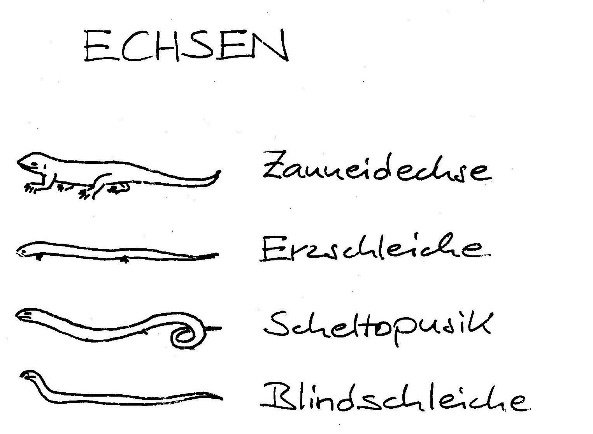 ECHSEN
Zauneidechse
Erzschleiche
Scheltopusik
Blindschleiche